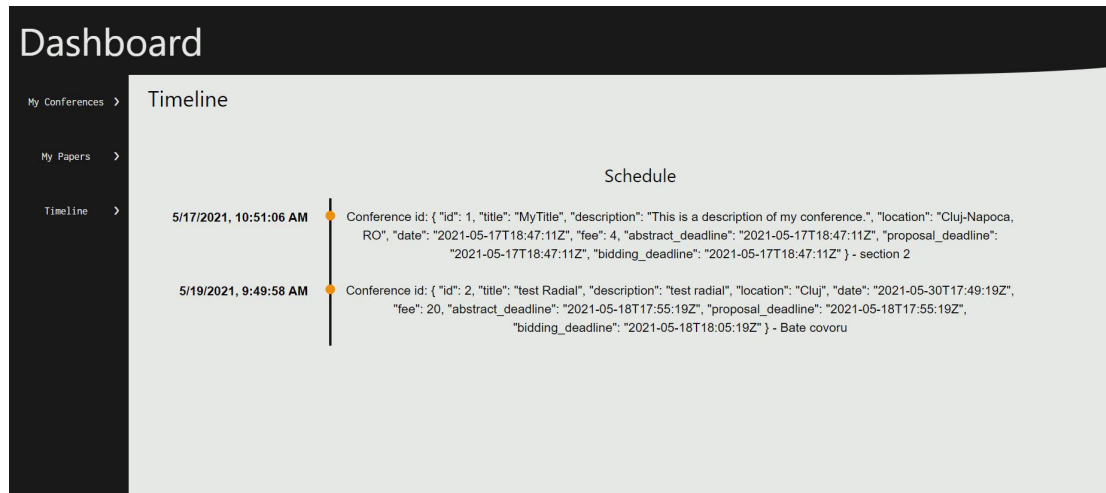 Dashboard
My Conferences ❯
My Papers ❯
Timeline ❯
Timeline
Schedule
5/17/2021, 10:51:06 AM
Conference id: { "id": 1, "title": "MyTitle", "description": "This is a description of my conference.", "location": "Cluj-Napoca,
RO", "date": "2021-05-17T18:47:11Z", "fee": 4, "abstract_deadline": "2021-05-17T18:47:11Z", "proposal_deadline":
"2021-05-17T18:47:11Z", "bidding_deadline": "2021-05-17T18:47:11Z" } - section 2
5/19/2021, 9:49:58 AM
Conference id: { "id": 2, "title": "test Radial", "description": "test radial", "location": "Cluj", "date": "2021-05-30T17:49:19Z",
"fee": 20, "abstract_deadline": "2021-05-18T17:55:19Z", "proposal_deadline": "2021-05-18T17:55:19Z",
"bidding_deadline": "2021-05-18T18:05:19Z" } - Bate covoru